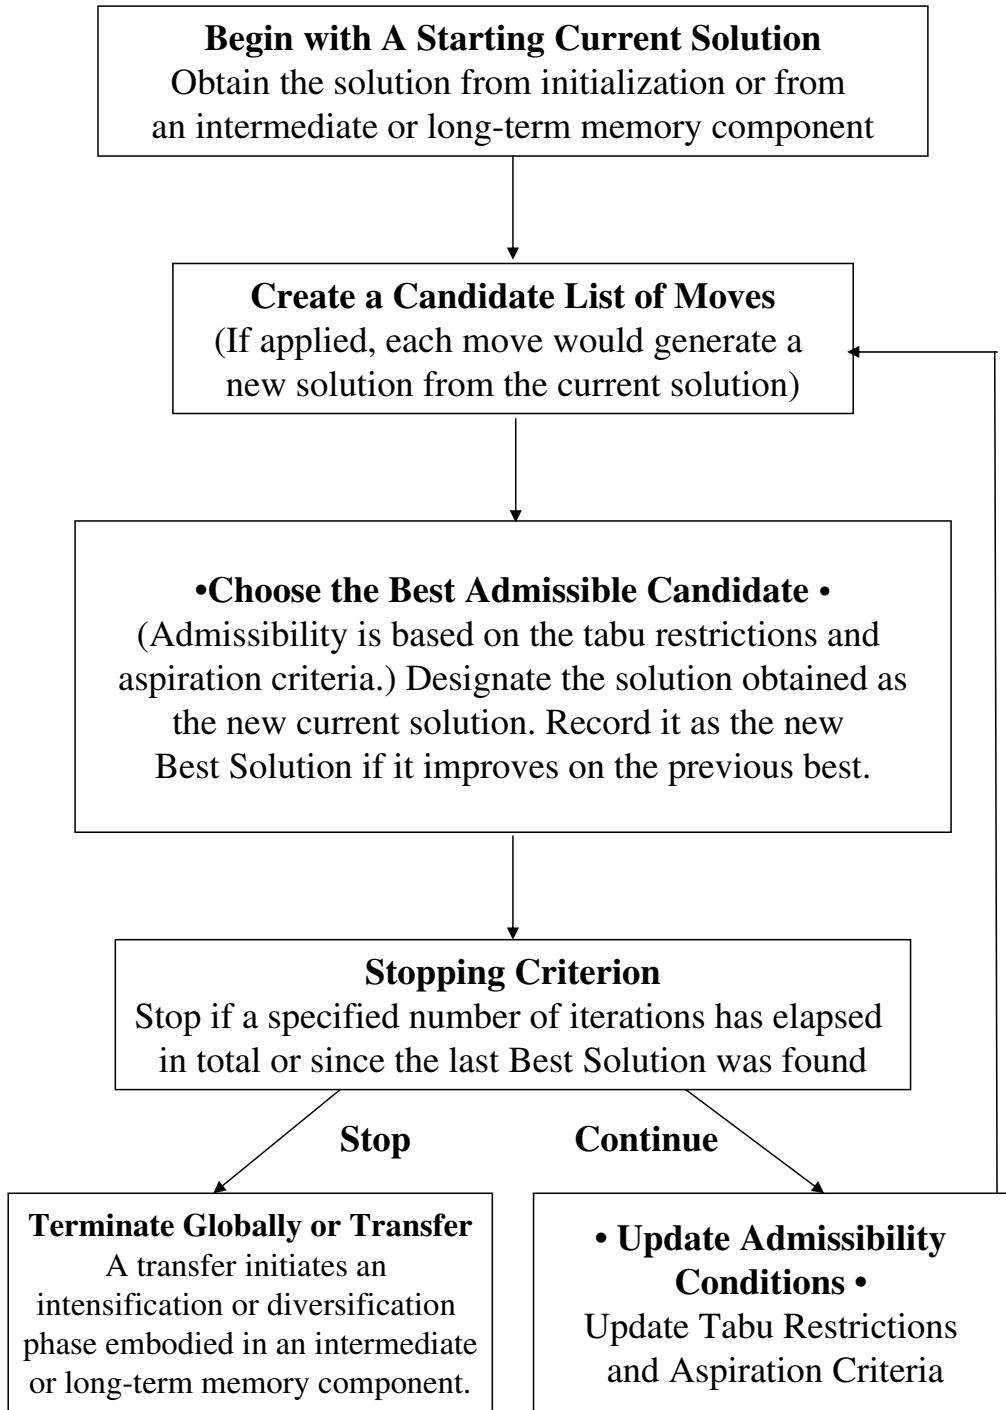 Begin with A Starting Current Solution
Obtain the solution from initialization or from
an intermediate or long-term memory component
Create a Candidate List of Moves
(If applied, each move would generate a
new solution from the current solution)
•Choose the Best Admissible Candidate •
(Admissibility is based on the tabu restrictions and
aspiration criteria.) Designate the solution obtained as
the new current solution. Record it as the new
Best Solution if it improves on the previous best.
Stopping Criterion
Stop if a specified number of iterations has elapsed
in total or since the last Best Solution was found
Stop
Continue
Terminate Globally or Transfer
A transfer initiates an
intensification or diversification
phase embodied in an intermediate
or long-term memory component.
• Update Admissibility
Conditions •
Update Tabu Restrictions
and Aspiration Criteria